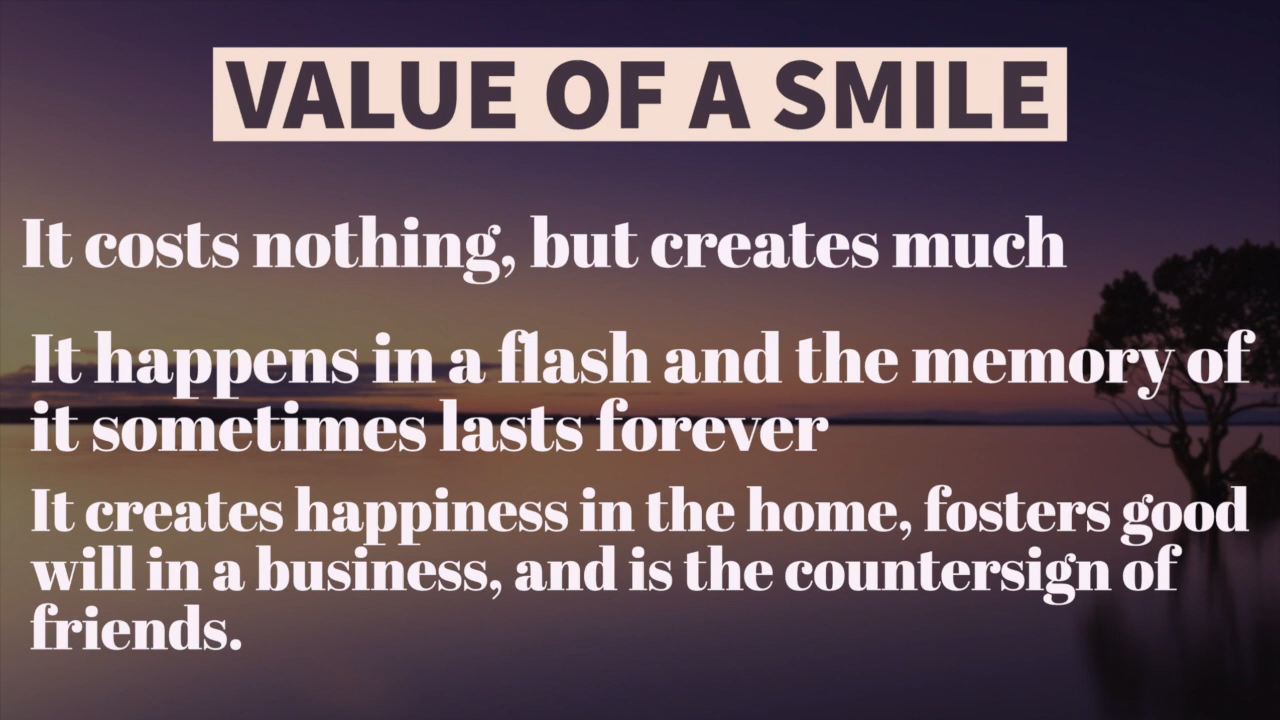 VALUE OF A SMILE
It costs nothing, but creates much
It happens in a flash and the memory of
it sometimes lasts forever
It creates happiness in the home, fosters good
will in a business, and is the countersign of
friends.